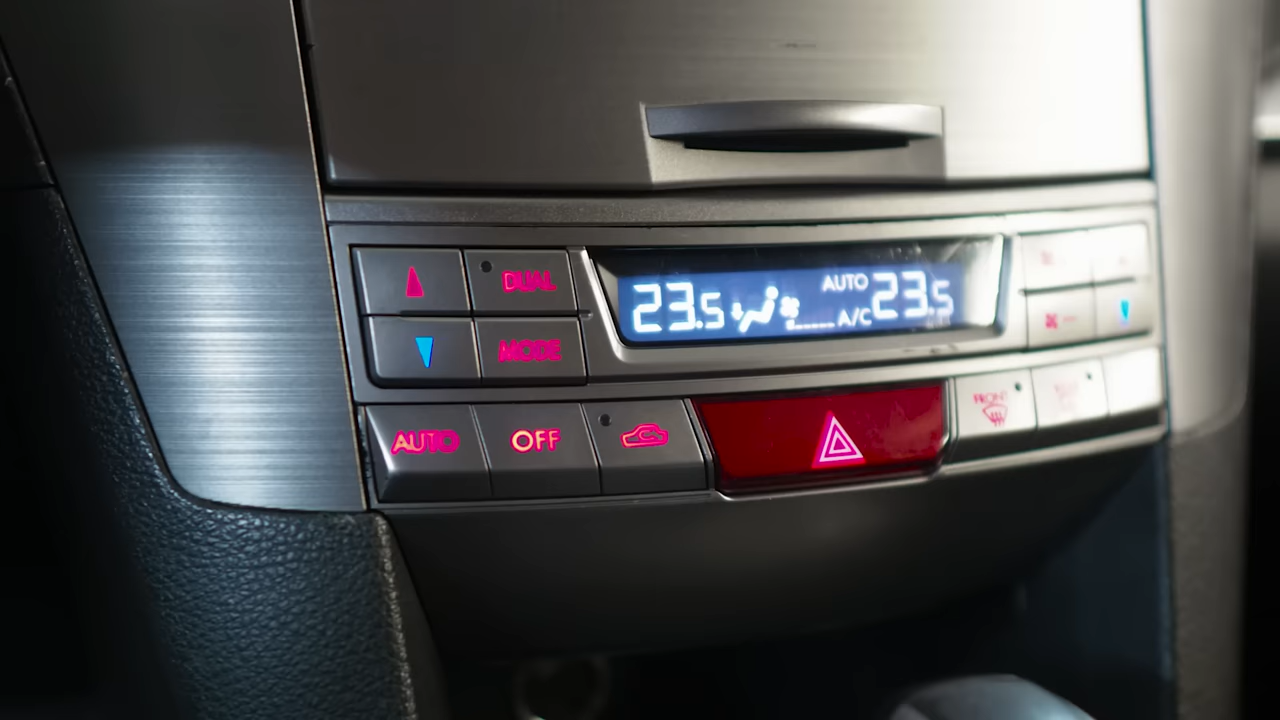 DUAL
23.5 AUTO 23.5
A/C
MODE
AUTO OFF
FRONT